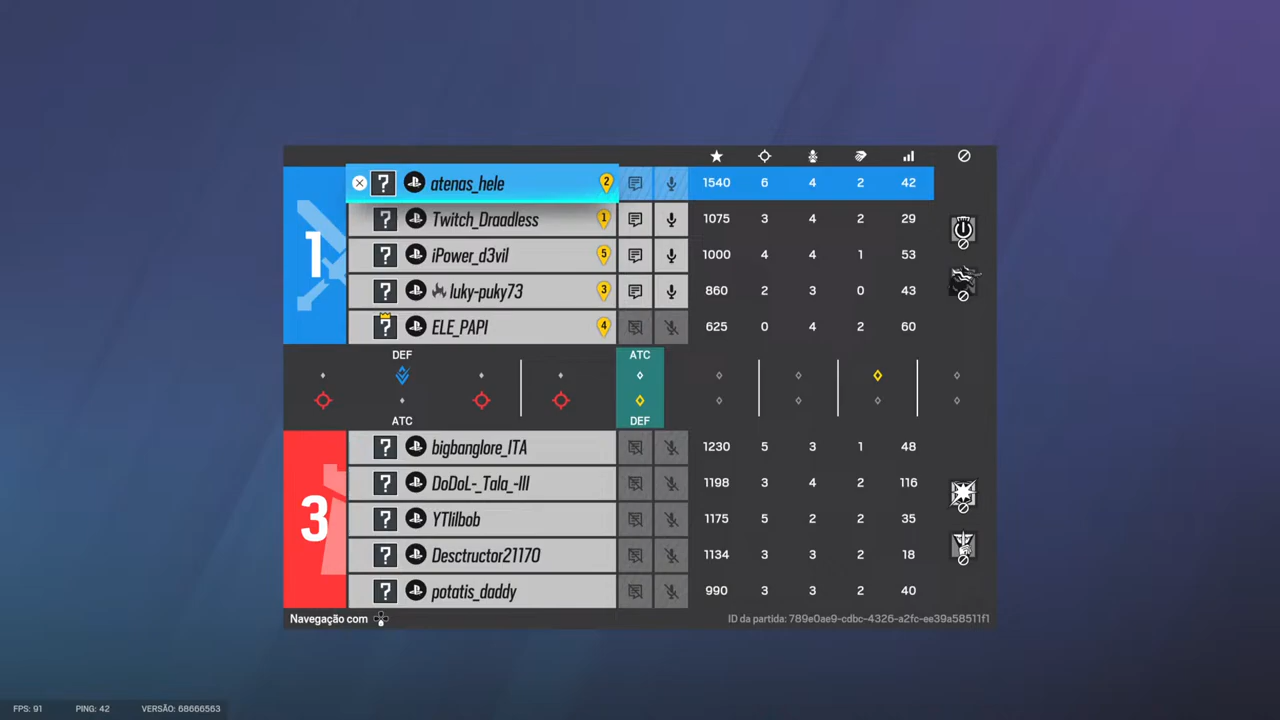 1
? atenas_hele 2 1540 6 4 2 42
? Twitch_Draadless 1 1075 3 4 2 29
? iPower_d3vil 5 1000 4 4 1 53
? luky-puky73 3 860 2 3 0 43
? ELE_PAPI 4 625 0 4 2 60
DEF ATC
ATC DEF
3
? bigbanglore_ITA 1230 5 3 1 48
? DoDoL-_Tala_-III 1198 3 4 2 116
? YTlilbob 1175 5 2 2 35
? Desctructor21170 1134 3 3 2 18
? potatis_daddy 990 3 3 2 40
Navegação com ID da partida: 789e0ae9-cdbc-4326-a2fc-ee39a58511f1
FPS: 91 PING: 42 VERSÃO: 68666563